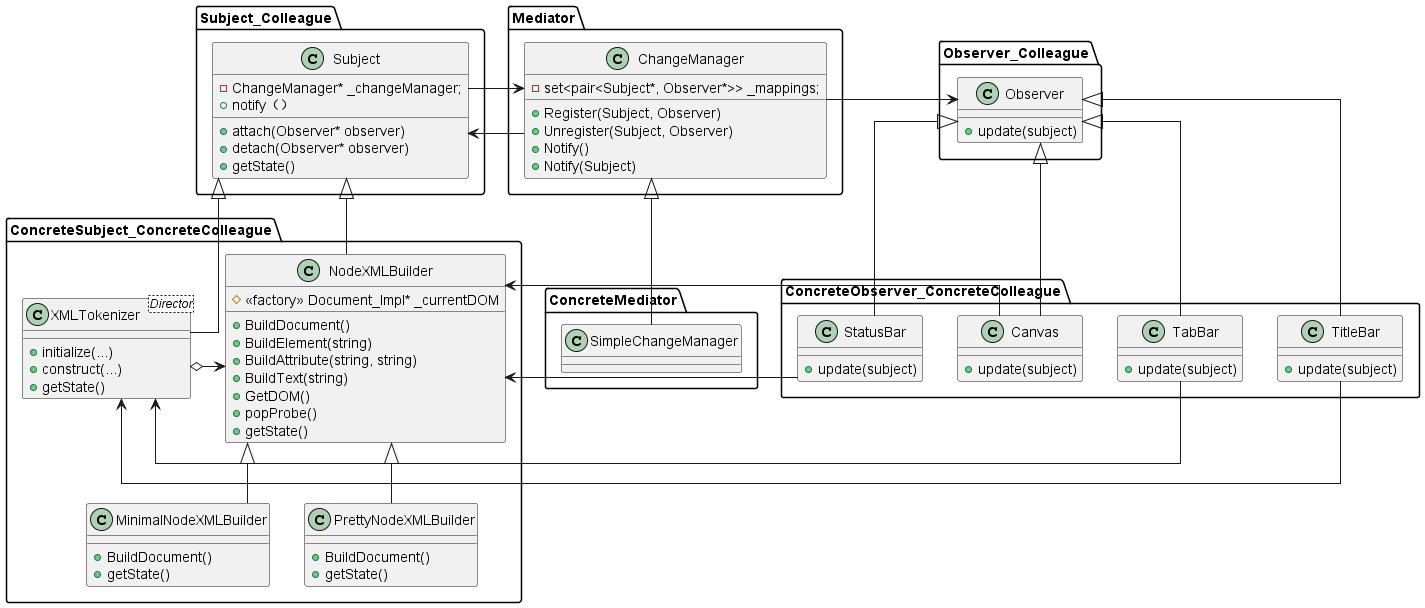 Subject_Colleague
C Subject
ChangeManager* _changeManager;
notify ()
attach(Observer* observer)
detach(Observer* observer)
getState()
Mediator
C ChangeManager
set<pair<Subject*, Observer*>> _mappings;
Register(Subject, Observer)
Unregister(Subject, Observer)
Notify()
Notify(Subject)
Observer_Colleague
C Observer
update(subject)
ConcreteSubject_ConcreteColleague
C XMLTokenizer
Director
initialize(...)
construct(...)
getState()
C NodeXMLBuilder
«factory» Document_Impl* _currentDOM
BuildDocument()
BuildElement(string)
BuildAttribute(string, string)
BuildText(string)
GetDOM()
popProbe()
getState()
C MinimalNodeXMLBuilder
BuildDocument()
getState()
C PrettyNodeXMLBuilder
BuildDocument()
getState()
ConcreteMediator
C SimpleChangeManager
ConcreteObserver_ConcreteColleague
C StatusBar
update(subject)
C Canvas
update(subject)
C TabBar
update(subject)
C TitleBar
update(subject)